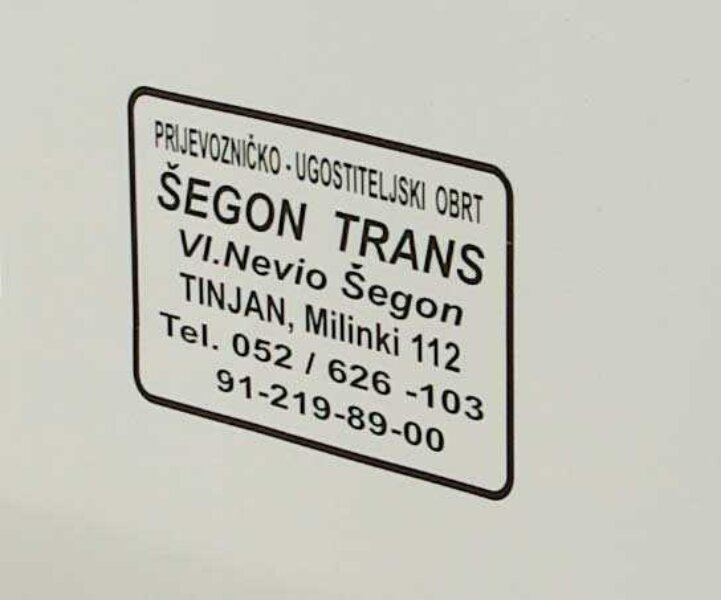 PRIJEVOZNIČKO - UGOSTITELJSKI OBRT
ŠEGON TRANS
Vl.Nevio Šegon
TINJAN, Milinki 112
Tel. 052 / 626 -103
91-219-89-00